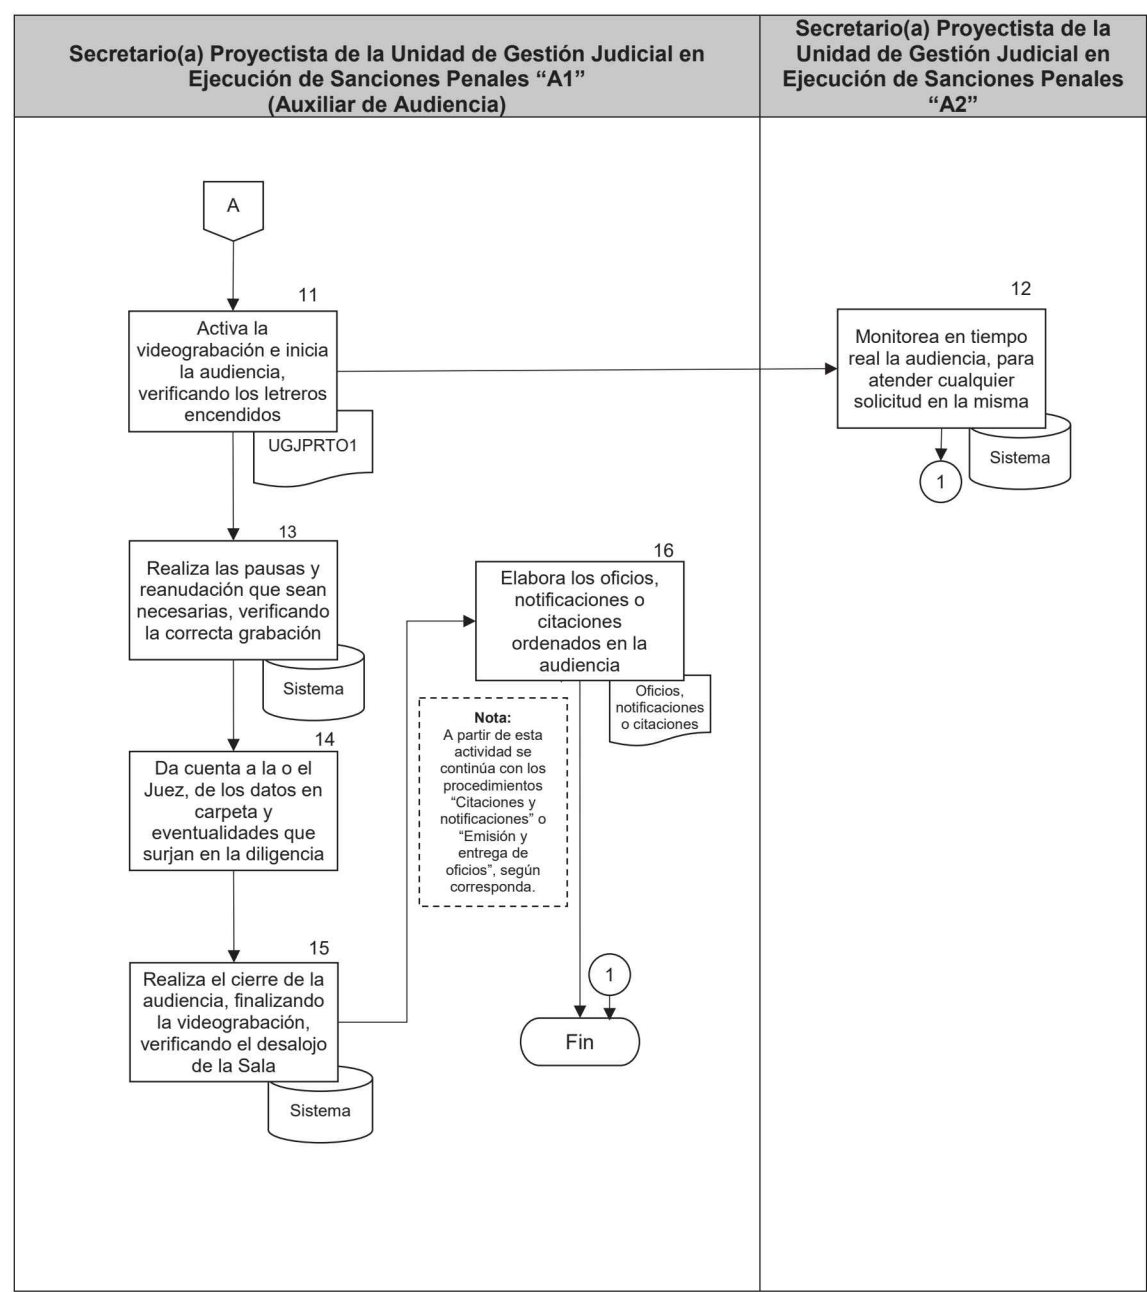 Secretario(a) Proyectista de la Unidad de Gestión Judicial en
Ejecución de Sanciones Penales “A1”
(Auxiliar de Audiencia)
Secretario(a) Proyectista de la
Unidad de Gestión Judicial en
Ejecución de Sanciones Penales
“A2”
A
11
Activa la
videograbación e inicia
la audiencia,
verificando los letreros
encendidos
UGJPRTO1
12
Monitorea en tiempo
real la audiencia, para
atender cualquier
solicitud en la misma
Sistema
1
13
Realiza las pausas y
reanudación que sean
necesarias, verificando
la correcta grabación
Sistema
14
Da cuenta a la o el
Juez, de los datos en
carpeta y
eventualidades que
surjan en la diligencia
15
Realiza el cierre de la
audiencia, finalizando
la videograbación,
verificando el desalojo
de la Sala
Sistema
16
Elabora los oficios,
notificaciones o
citaciones
ordenados en la
audiencia
Oficios,
notificaciones
o citaciones
Nota:
A partir de esta
actividad se
continúa con los
procedimientos
“Citaciones y
notificaciones” o
“Emisión y
entrega de
oficios”, según
corresponda.
1
Fin